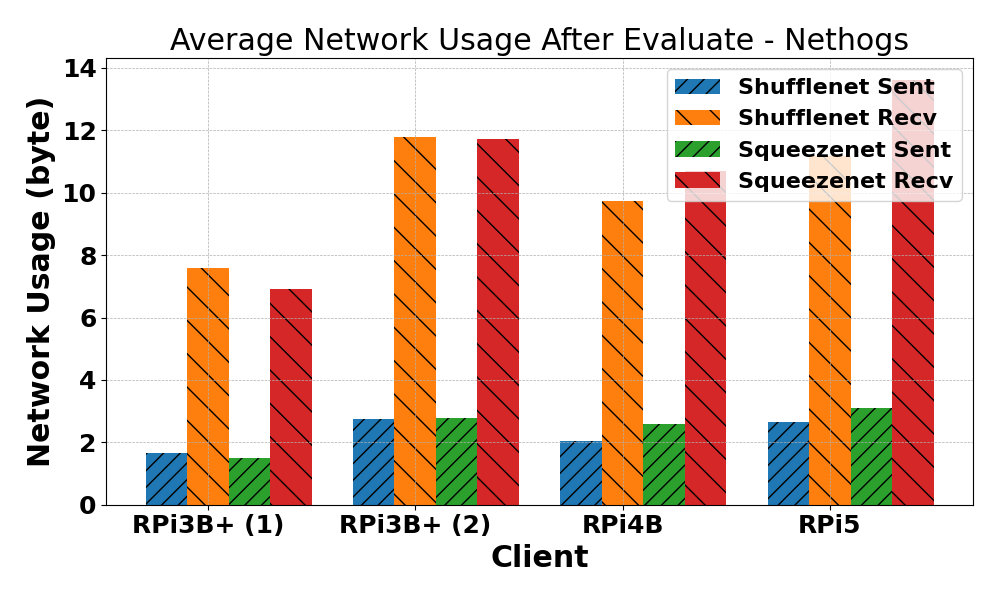 Average Network Usage After Evaluate - Nethogs
Network Usage (byte)
14
12
10
8
6
4
2
0
Shufflenet Sent
Shufflenet Recv
Squeezenet Sent
Squeezenet Recv
RPi3B+ (1)
RPi3B+ (2)
RPi4B
RPi5
Client